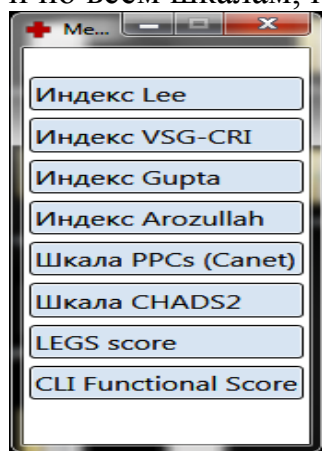 и по всем шкалам,
Ме...
Индекс Lee
Индекс VSG-CRI
Индекс Gupta
Индекс Arozullah
Шкала PPCs (Canet)
Шкала CHADS2
LEGS score
CLI Functional Score